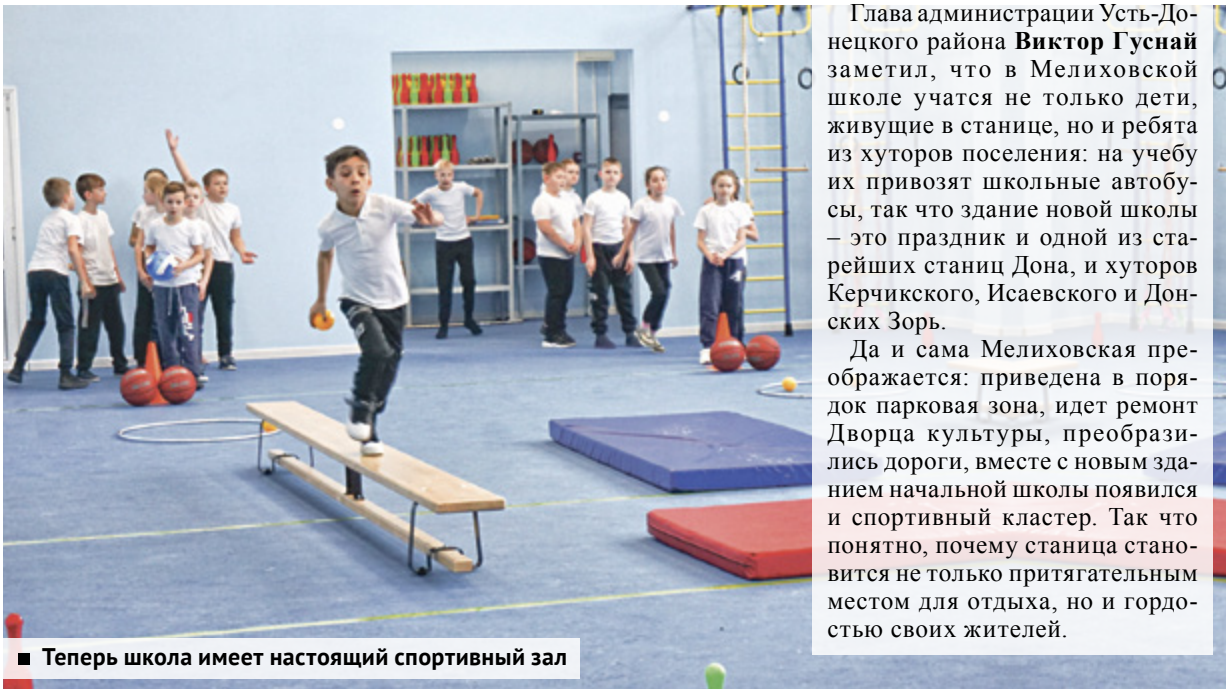 Глава администрации Усть-До-
нецкого района Виктор Гуснай
заметил, что в Мелиховской
школе учатся не только дети,
живущие в станице, но и ребята
из хуторов поселения: на учебу
их привозят школьные автобу-
сы, так что здание новой школы
– это праздник и одной из ста-
рейших станиц Дона, и хуторов
Керчикского, Исаевского и Дон-
ских Зорь.
Да и сама Мелиховская пре-
ображается: приведена в поря-
док парковая зона, идет ремонт
Дворца культуры, преобрази-
лись дороги, вместе с новым зда-
нием начальной школы появился
и спортивный кластер. Так что
понятно, почему станица стано-
вится не только притягательным
местом для отдыха, но и гордо-
стью своих жителей.
■ Теперь школа имеет настоящий спортивный зал